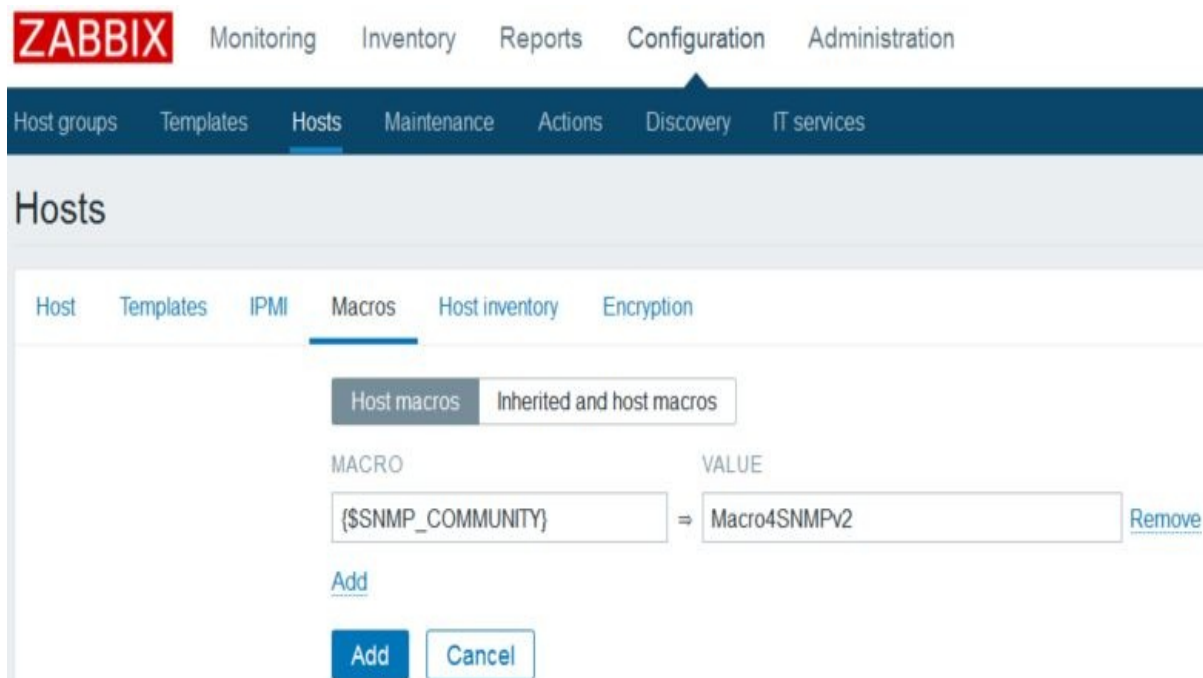 ZABBIX Monitoring Inventory Reports Configuration Administration
Host groups Templates Hosts Maintenance Actions Discovery IT services
Hosts
Host Templates IPMI Macros Host inventory Encryption
Host macros Inherited and host macros
MACRO VALUE
{$SNMP_COMMUNITY} ⇒ Macro4SNMPv2 Remove
Add
Add Cancel